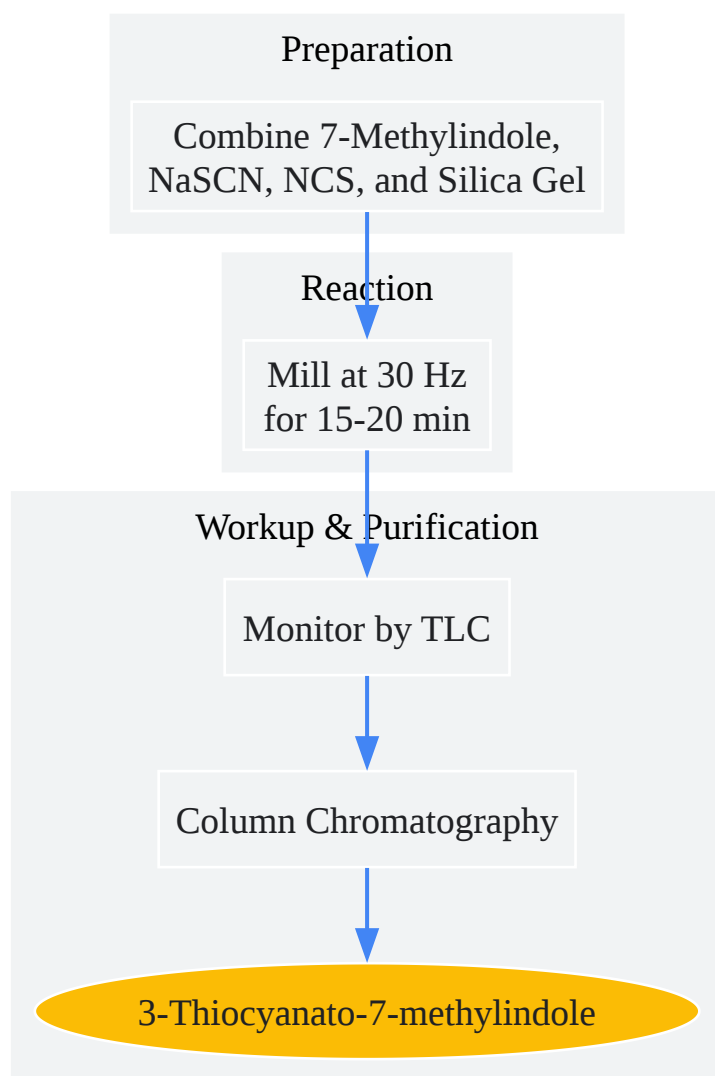 Preparation
Combine 7-Methylindole,
NaSCN, NCS, and Silica Gel
Reaction
Mill at 30 Hz
for 15-20 min
Workup & Purification
Monitor by TLC
Column Chromatography
3-Thiocyanato-7-methylindole